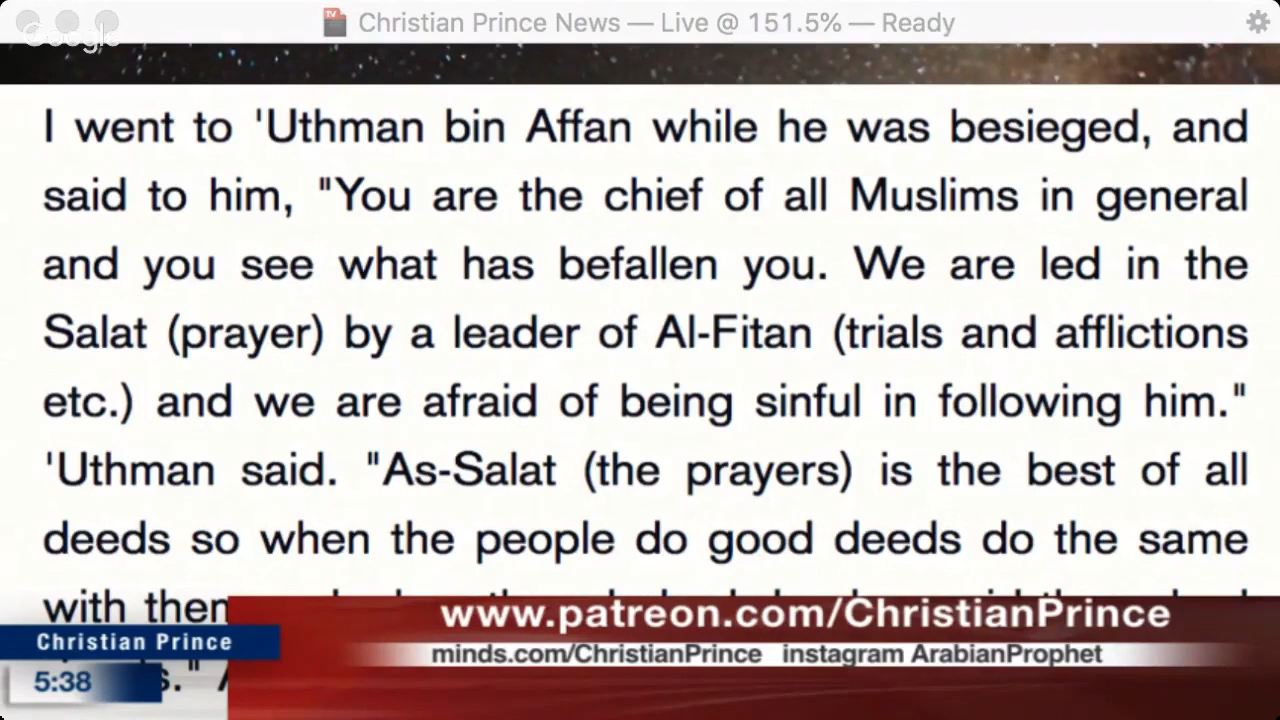 Christian Prince News — Live @ 151.5% — Ready
Google
I went to 'Uthman bin Affan while he was besieged, and
said to him, "You are the chief of all Muslims in general
and you see what has befallen you. We are led in the
Salat (prayer) by a leader of Al-Fitan (trials and afflictions
etc.) and we are afraid of being sinful in following him."
'Uthman said. "As-Salat (the prayers) is the best of all
deeds so when the people do good deeds do the same
with
www.patreon.com/ChristianPrince
Christian Prince
minds.com/ChristianPrince instagram ArabianProphet
5:38